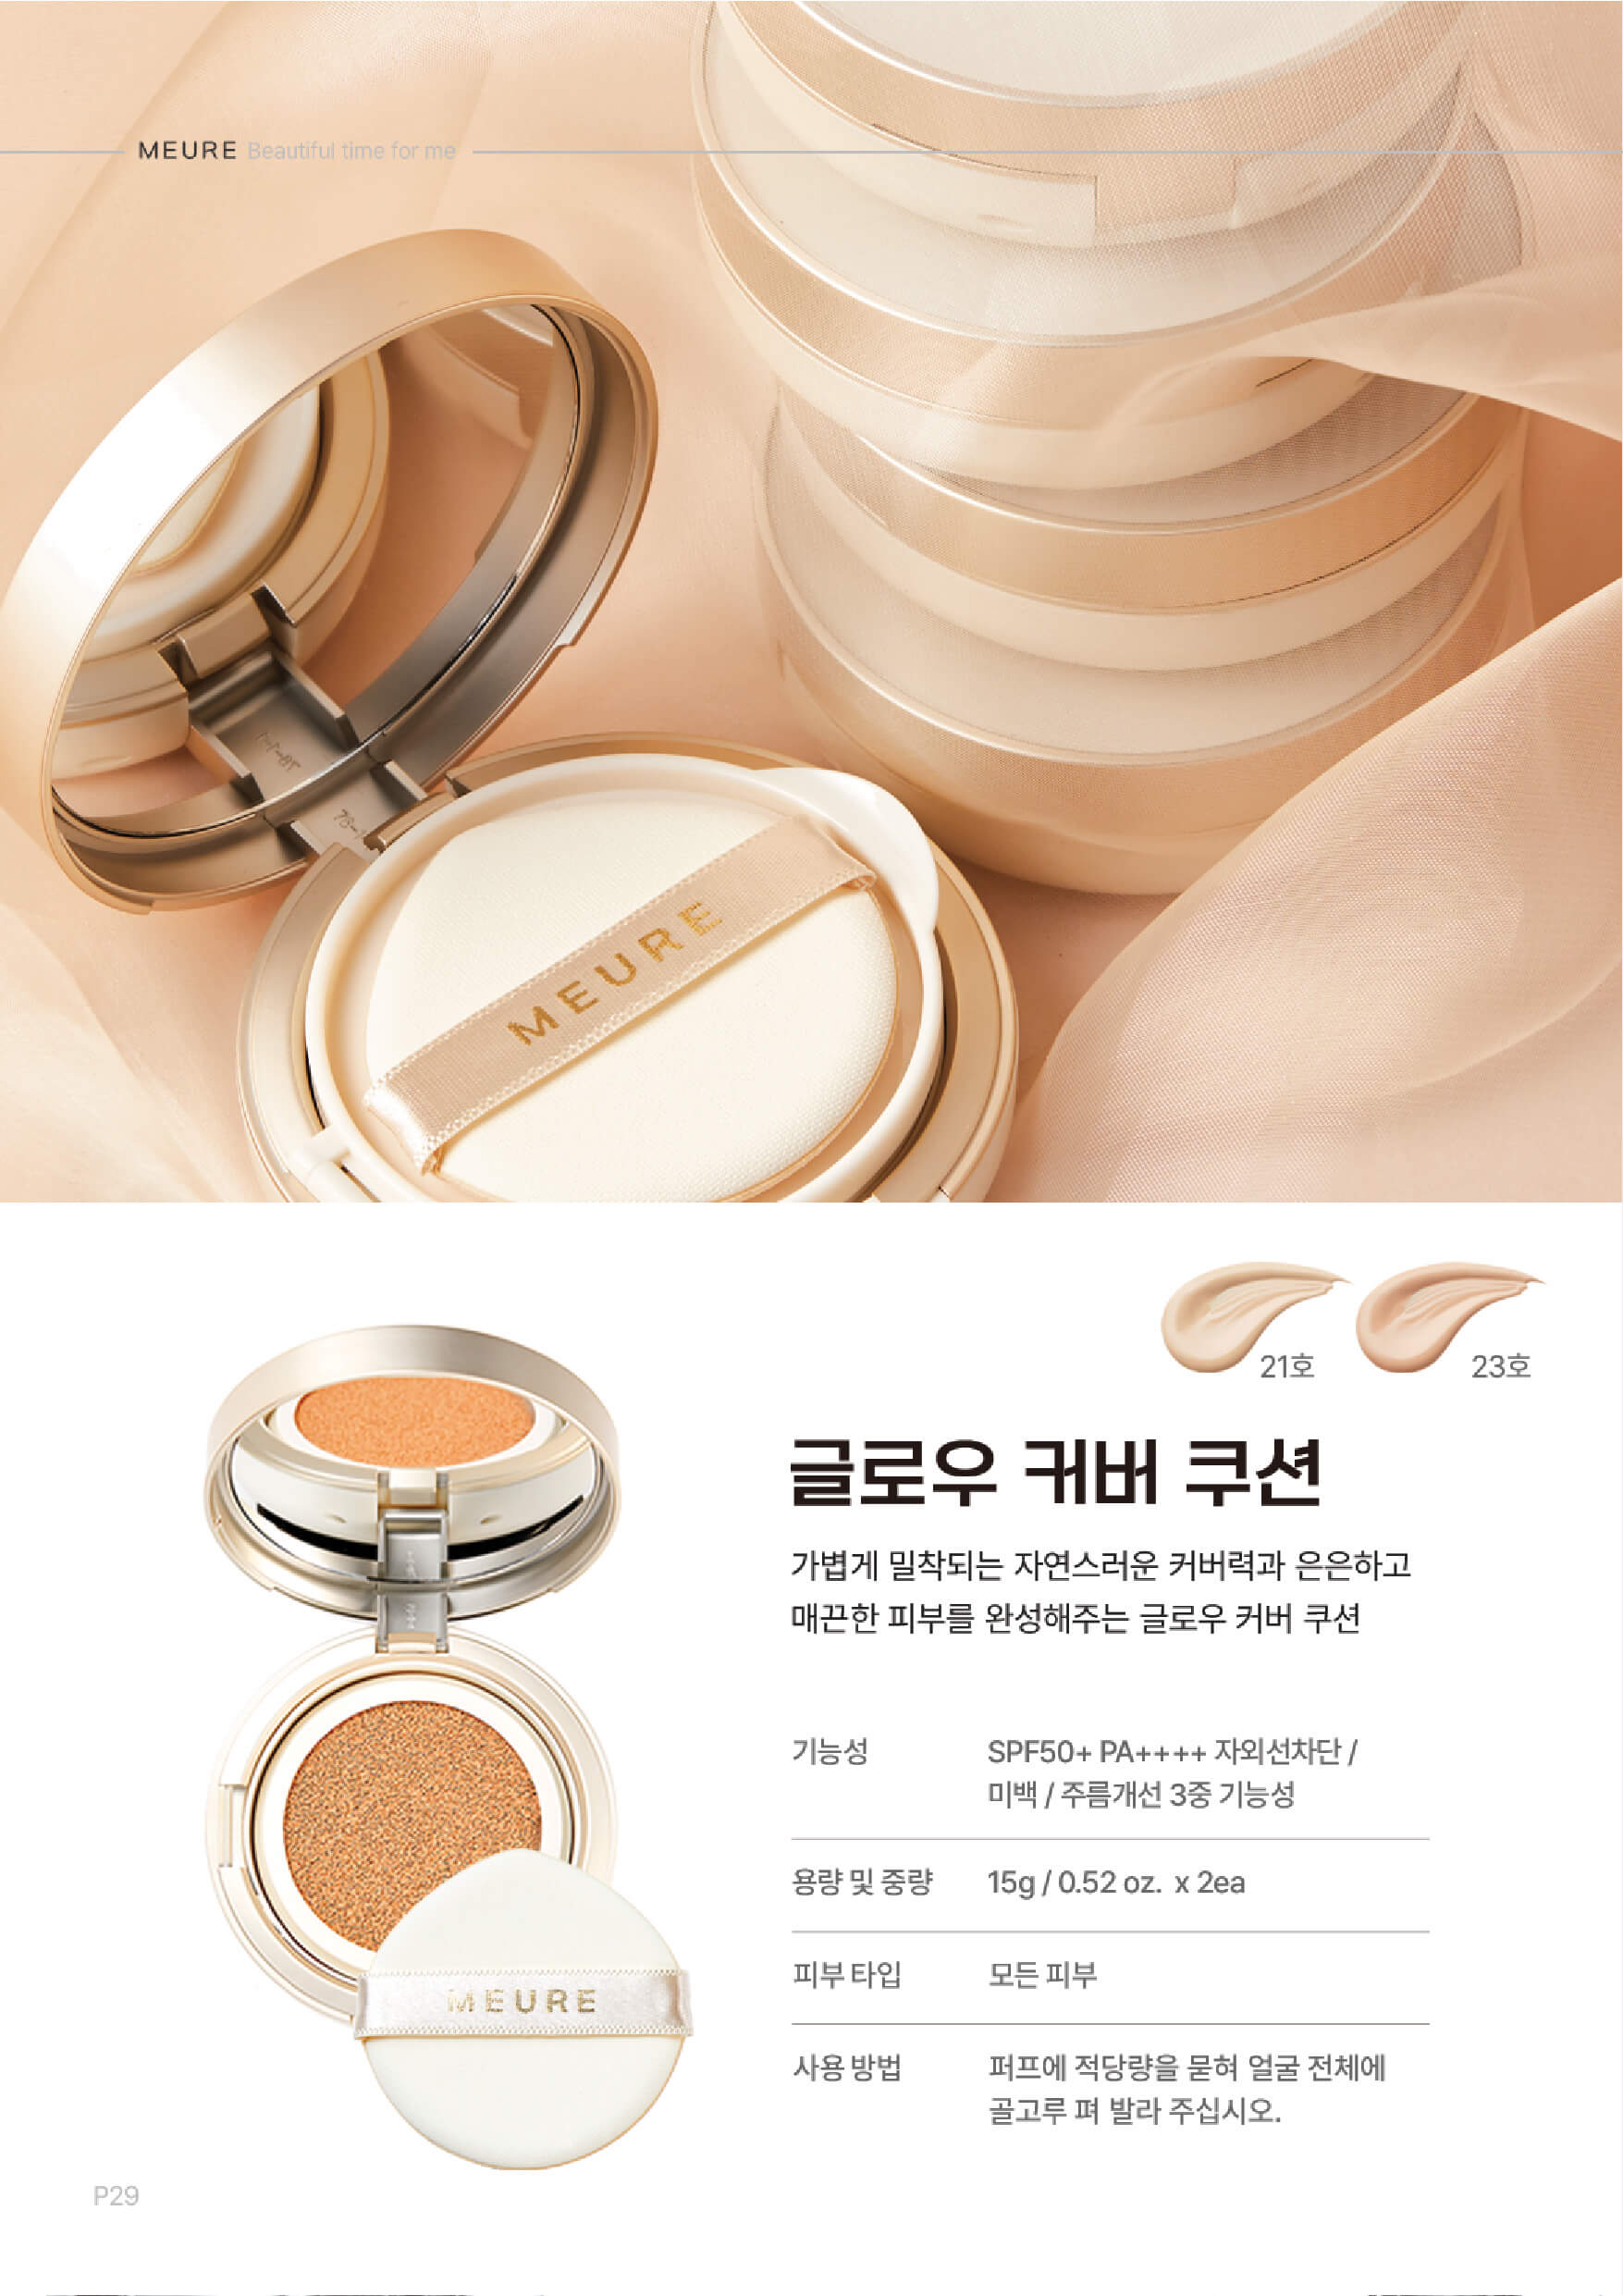 MEURE Beautiful time for me
MEURE
21호 23호
글로우 커버 쿠션
가볍게 밀착되는 자연스러운 커버력과 은은하고
매끈한 피부를 완성해주는 글로우 커버 쿠션
기능성 SPF50+ PA++++ 자외선차단 /
미백 / 주름개선 3중 기능성
용량 및 중량 15g / 0.52 oz. x 2ea
피부 타입 모든 피부
사용 방법 퍼프에 적당량을 묻혀 얼굴 전체에
골고루 펴 발라 주십시오.
MEURE
P29